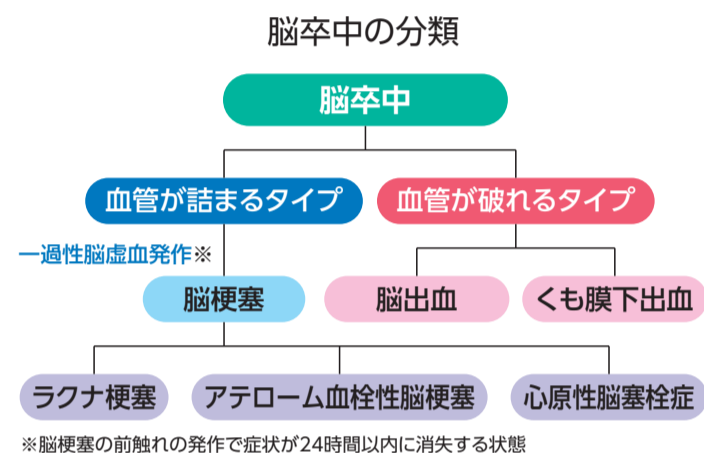 脳卒中の分類
脳卒中
血管が詰まるタイプ
血管が破れるタイプ
一過性脳虚血発作※
脳梗塞
脳出血
くも膜下出血
ラクナ梗塞
アテローム血栓性脳梗塞
心原性脳塞栓症
※脳梗塞の前触れの発作で症状が24時間以内に消失する状態